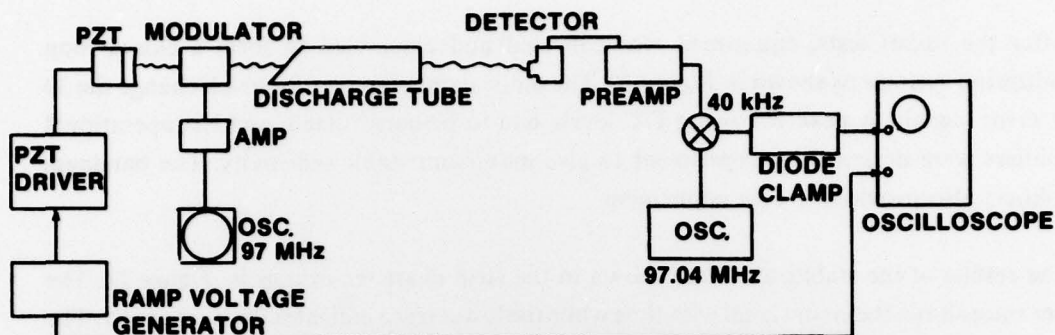 PZT
MODULATOR
DETECTOR
DISCHARGE TUBE
PREAMP
40 kHz
AMP
PZT
DRIVER
DIODE
CLAMP
OSCILLOSCOPE
OSC.
97 MHz
OSC.
97.04 MHz
RAMP VOLTAGE
GENERATOR